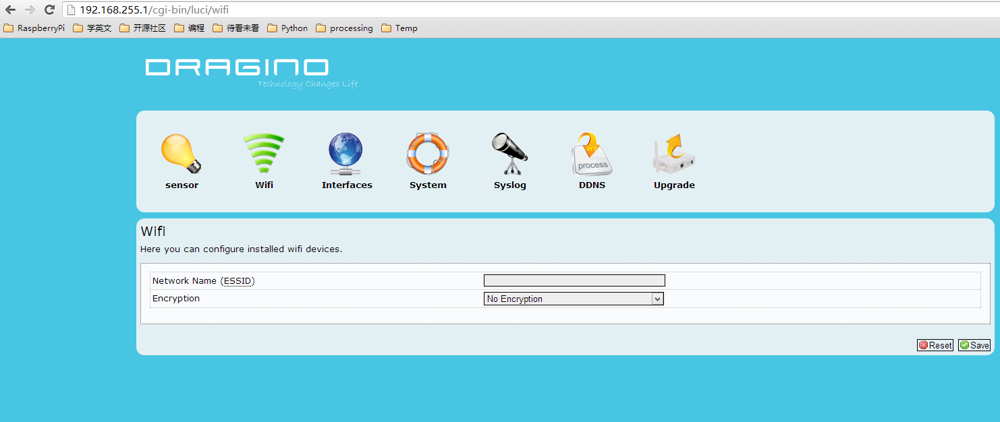 192.168.255.1/cgi-bin/luci/wifi
RaspberryPi 学英文 开源社区 编程 待看未看 Python processing Temp
DRAGINO
Technology Changes Life
in
process
sensor Wifi Interfaces System Syslog DDNS Upgrade
Wifi
Here you can configure installed wifi devices.
Network Name (ESSID)
Encryption No Encryption
Reset Save